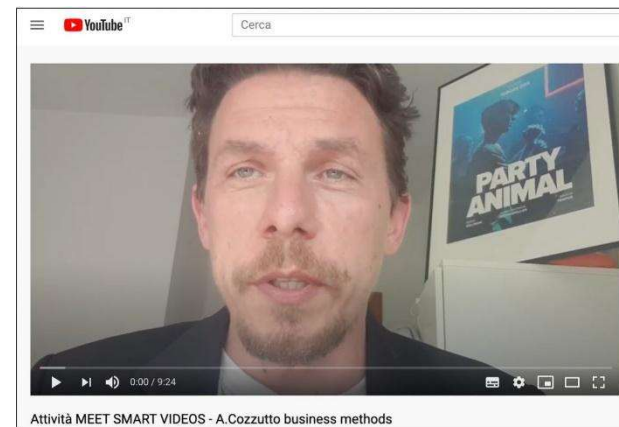 YouTube IT
Cerca
PARTY
ANIMAL
0:00 / 9:24
Attività MEET SMART VIDEOS - A.Cozzutto business methods